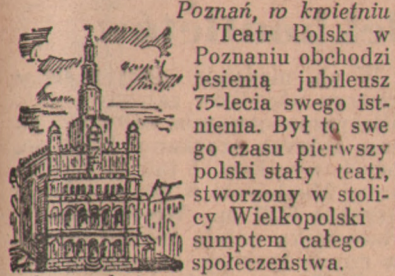 Poznań, w kwietniu
Teatr Polski w
Poznaniu obchodzi
jesienią jubileusz
75-lecia swego ist-
nienia. Był to swe
go czasu pierwszy
polski stały teatr,
stworzony w stoli-
cy Wielkopolski
sumptem całego
społeczeństwa.